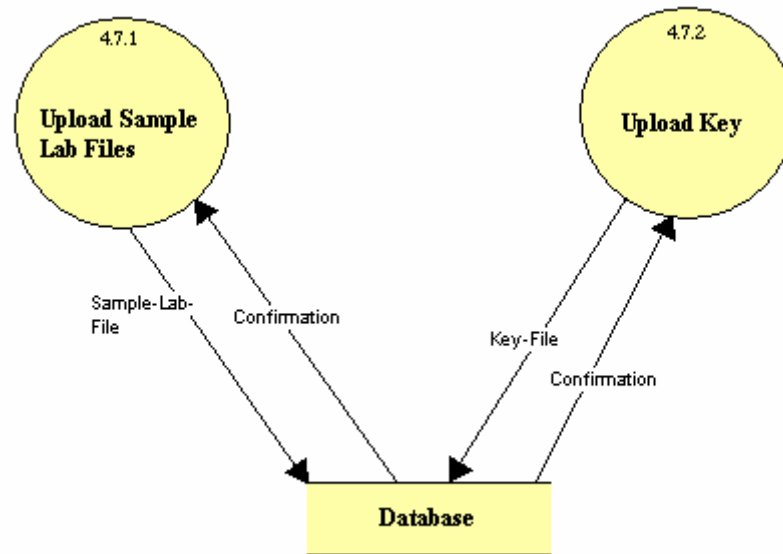 4.7.1
Upload Sample
Lab Files
4.7.2
Upload Key
Sample-Lab-
File
Confirmation
Key-File
Confirmation
Database